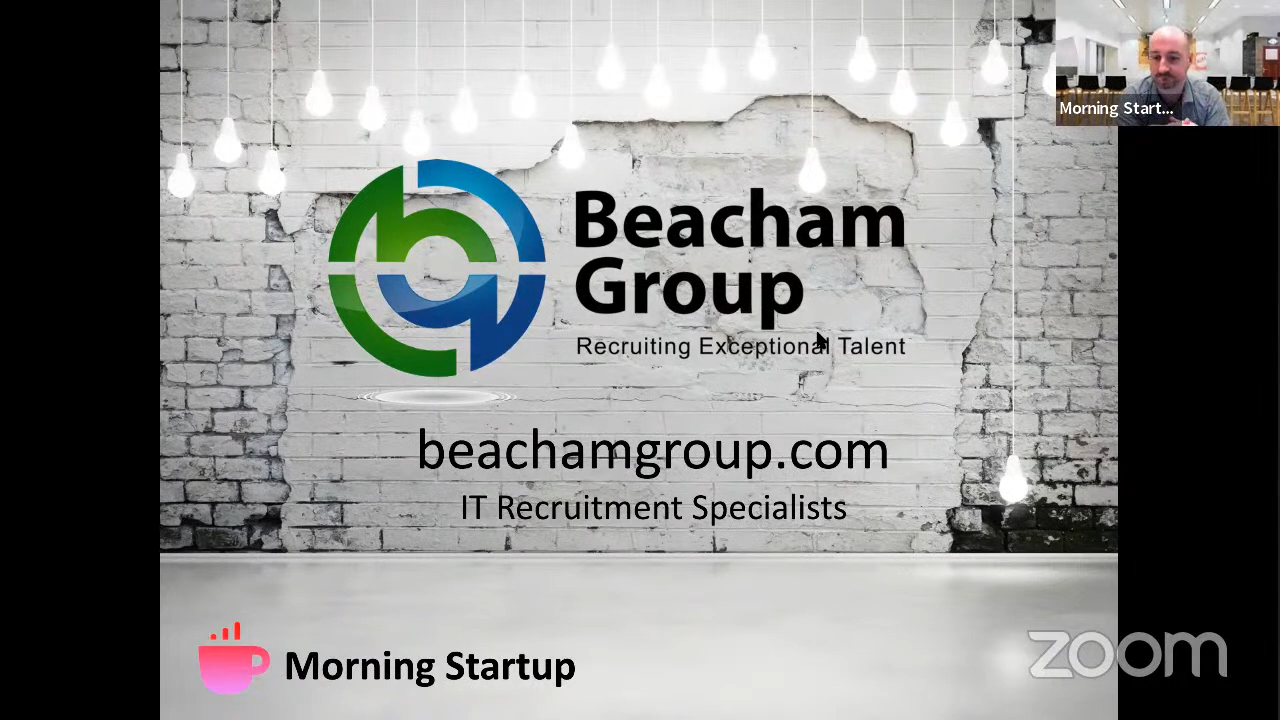 Morning Start...
Beacham
Group
Recruiting Exceptional Talent
beachamgroup.com
IT Recruitment Specialists
Morning Startup
zoom